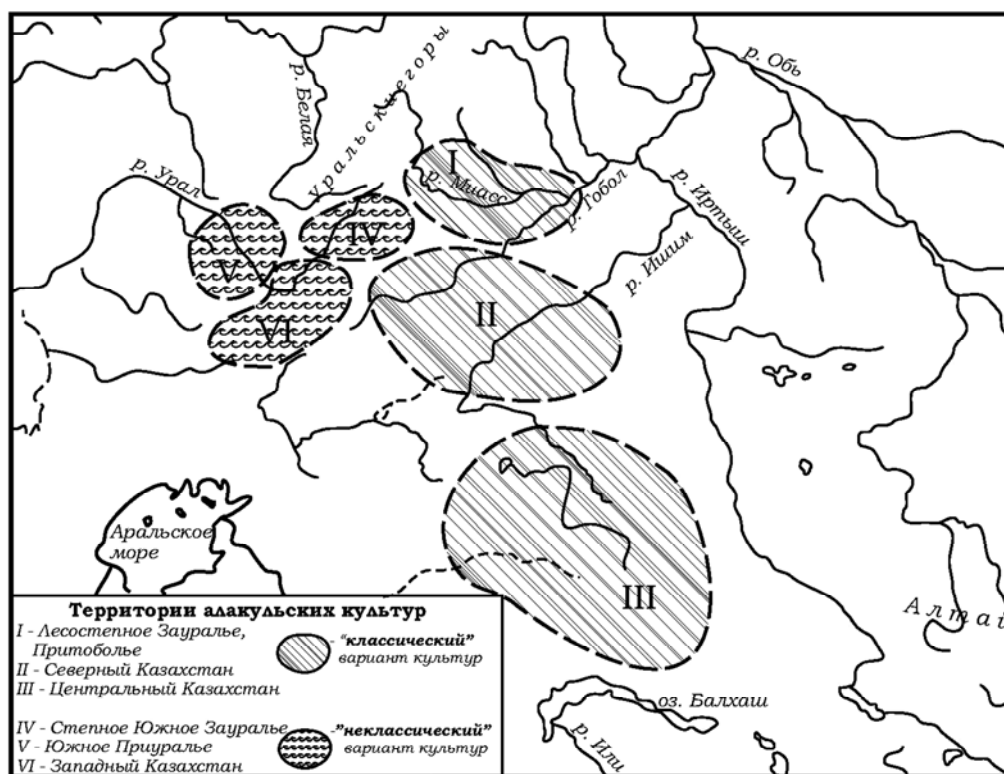 р. Обь
р. Белая
Уральскиегоры
I
р. Миасс
р. Урал
р. Тобол
р. Иртыш
IV
V
р. Ишим
II
VI
Аральское
море
III
Алтай
оз. Балхаш
р. Или
Территории алакульских культур
I - Лесостепное Зауралье,
Притоболье
II - Северный Казахстан
III - Центральный Казахстан
- "классический"
вариант культур
IV - Степное Южное Зауралье
V - Южное Приуралье
VI - Западный Казахстан
-"неклассический"
вариант культур